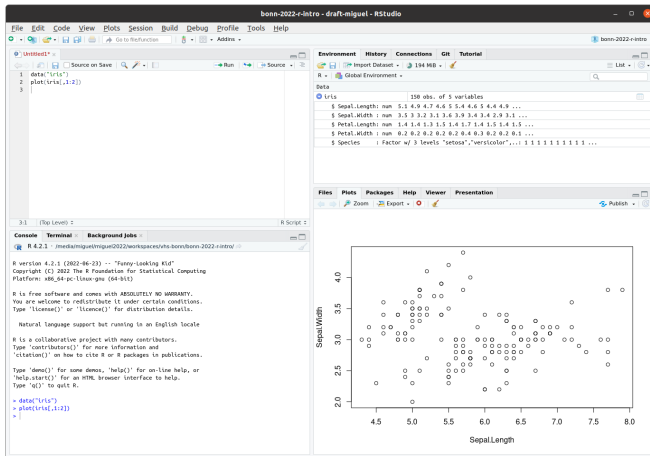 bonn-2022-r-intro - draft-miguel - RStudio
File Edit Code View Plots Session Build Debug Profile Tools Help
Go to file/function
Addins
bonn-2022-r-intro
Untitled1*
Source on Save
Run
Source
1 data("iris")
2 plot(iris[,1:2])
3
3:1 (Top Level) R Script
Console Terminal Background Jobs
R 4.2.1 · /media/miguel/miguel2022/workspaces/vhs-bonn/bonn-2022-r-intro/
R version 4.2.1 (2022-06-23) -- "Funny-Looking Kid"
Copyright (C) 2022 The R Foundation for Statistical Computing
Platform: x86_64-pc-linux-gnu (64-bit)
R is free software and comes with ABSOLUTELY NO WARRANTY.
You are welcome to redistribute it under certain conditions.
Type 'license()' or 'licence()' for distribution details.
Natural language support but running in an English locale
R is a collaborative project with many contributors.
Type 'contributors()' for more information and
'citation()' on how to cite R or R packages in publications.
Type 'demo()' for some demos, 'help()' for on-line help, or
'help.start()' for an HTML browser interface to help.
Type 'q()' to quit R.
> data("iris")
> plot(iris[,1:2])
>
Environment History Connections Git Tutorial
Import Dataset 194 MiB List
R Global Environment
Data
iris 150 obs. of 5 variables
$ Sepal.Length: num 5.1 4.9 4.7 4.6 5 5.4 4.6 5 4.4 4.9 ...
$ Sepal.Width : num 3.5 3 3.2 3.1 3.6 3.9 3.4 3.4 2.9 3.1 ...
$ Petal.Length: num 1.4 1.4 1.3 1.5 1.4 1.7 1.4 1.5 1.4 1.5 ...
$ Petal.Width : num 0.2 0.2 0.2 0.2 0.2 0.4 0.3 0.2 0.2 0.1 ...
$ Species : Factor w/ 3 levels "setosa","versicolor",..: 1 1 1 1 1 1 1 1 1 1 ...
Files Plots Packages Help Viewer Presentation
Zoom Export Publish
Sepal.Width
4.0
3.5
3.0
2.5
2.0
4.5 5.0 5.5 6.0 6.5 7.0 7.5 8.0
Sepal.Length